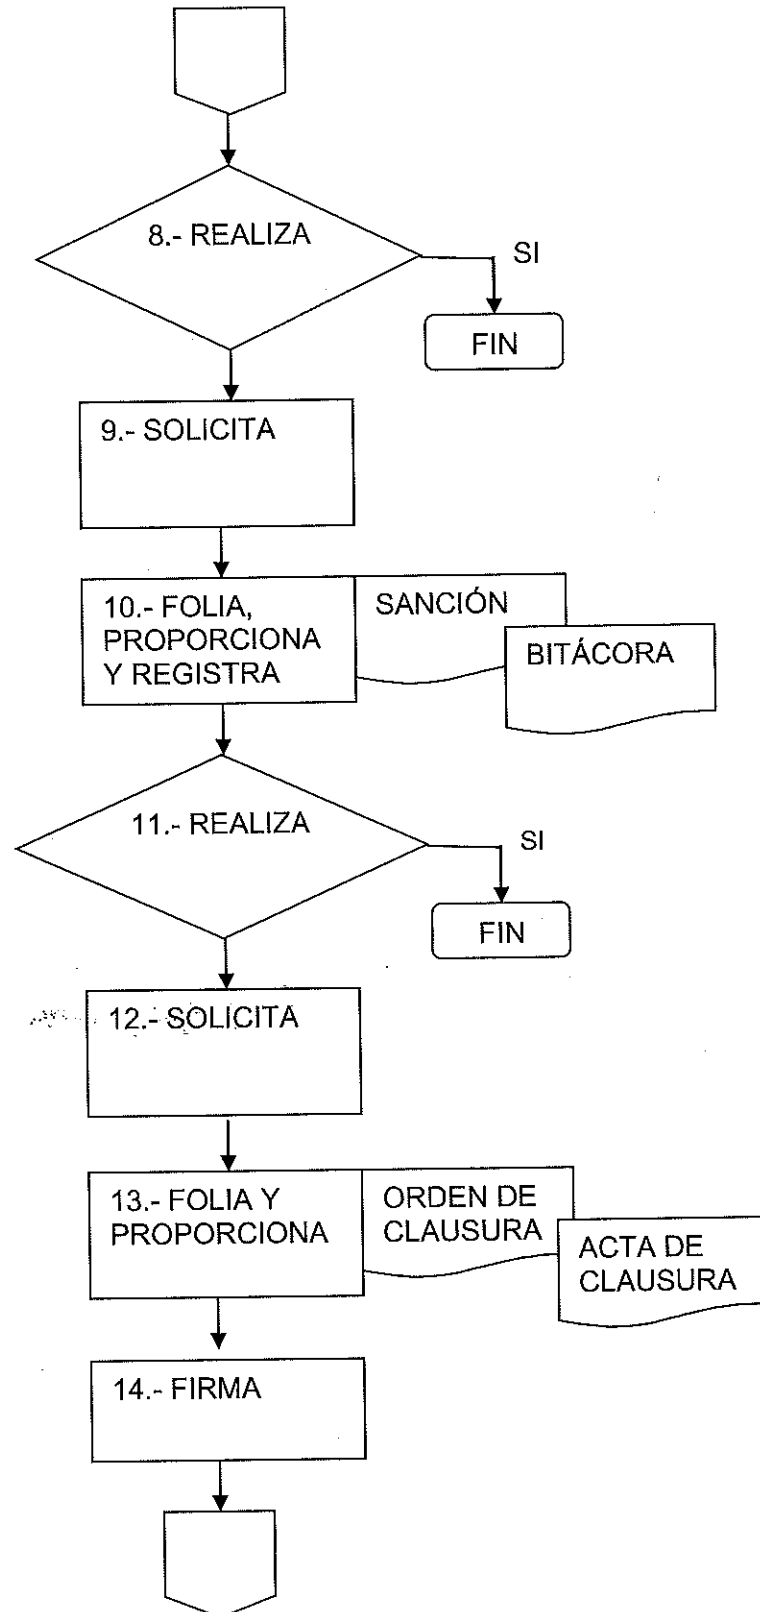 8.- REALIZA
SI
FIN
9.- SOLICITA
10.- FOLIA,
PROPORCIONA
Y REGISTRA
SANCIÓN
BITÁCORA
11.- REALIZA
SI
FIN
12.- SOLICITA
13.- FOLIA Y
PROPORCIONA
ORDEN DE
CLAUSURA
ACTA DE
CLAUSURA
14.- FIRMA